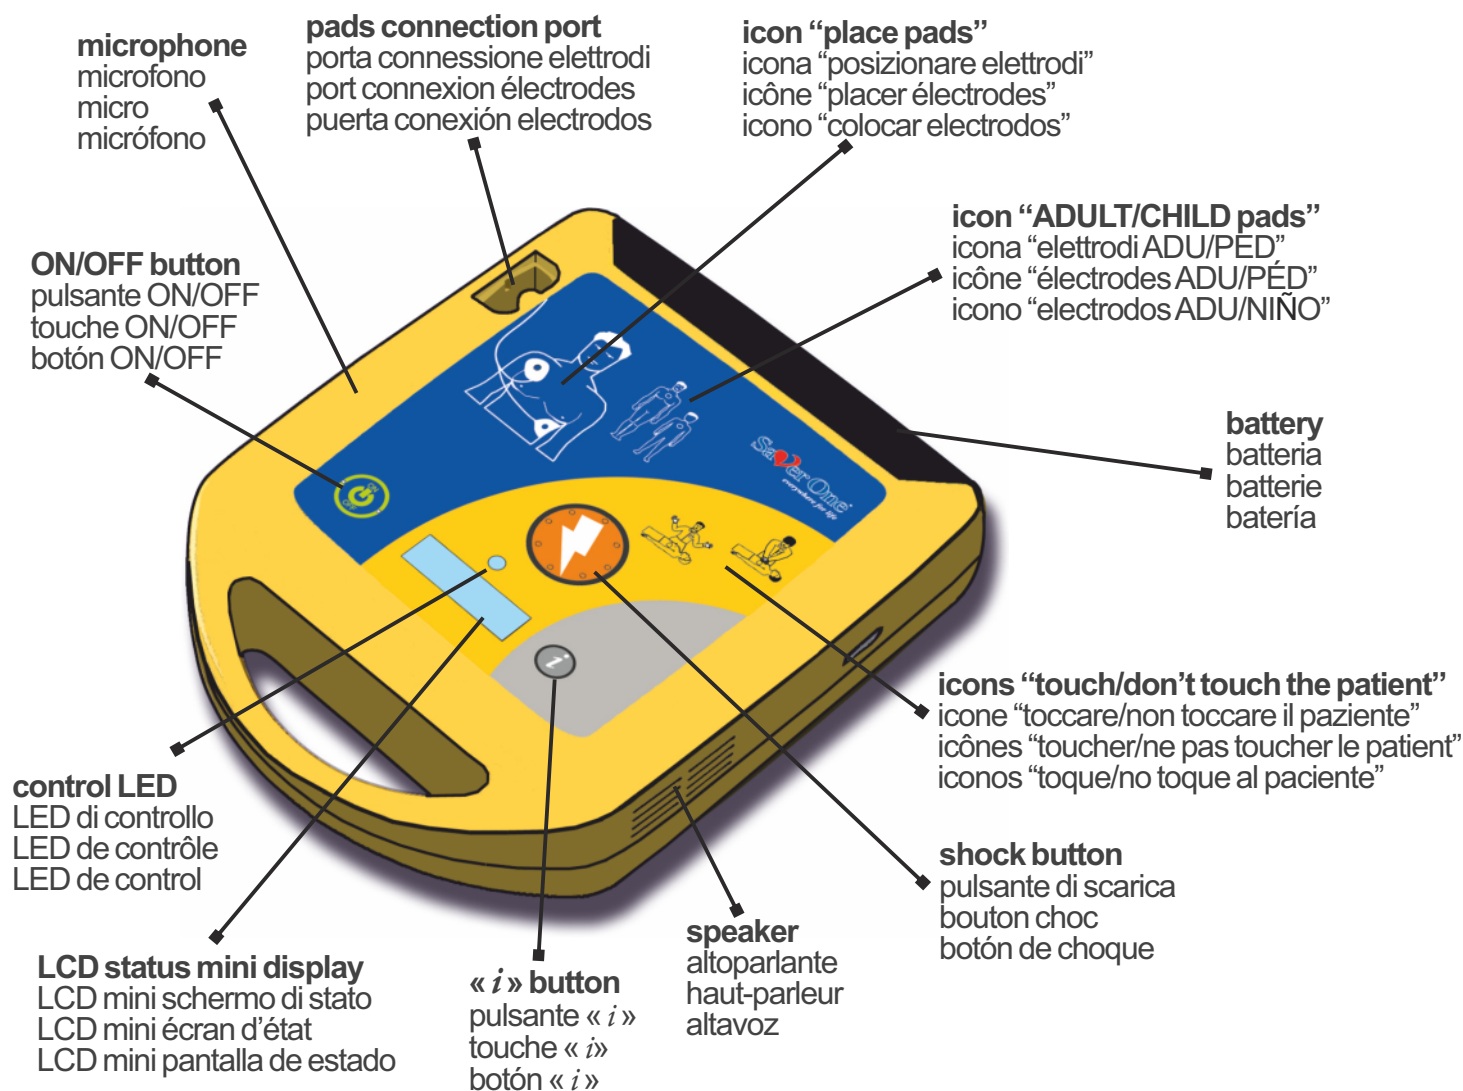 microphone
microfono
micro
micrófono
pads connection port
porta connessione elettrodi
port connexion électrodes
puerta conexión electrodos
icon “place pads”
icona “posizionare elettrodi”
icône “placer électrodes”
icono “colocar electrodos”
icon “ADULT/CHILD pads”
icona “elettrodi ADU/PED”
icône “électrodes ADU/PÉD”
icono “electrodos ADU/NIÑO”
ON/OFF button
pulsante ON/OFF
touche ON/OFF
botón ON/OFF
battery
batteria
batterie
batería
ON
OFF
Saver One®
everywhere for life
i
icons “touch/don’t touch the patient”
icone “toccare/non toccare il paziente”
icônes “toucher/ne pas toucher le patient”
iconos “toque/no toque al paciente”
control LED
LED di controllo
LED de contrôle
LED de control
shock button
pulsante di scarica
bouton choc
botón de choque
speaker
altoparlante
haut-parleur
altavoz
LCD status mini display
LCD mini schermo di stato
LCD mini écran d’état
LCD mini pantalla de estado
« i » button
pulsante « i »
touche « i»
botón « i »